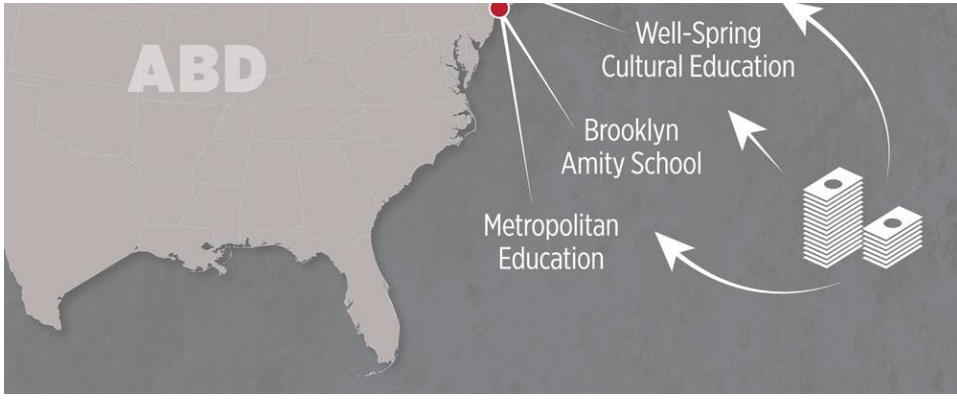 ABD
Well-Spring
Cultural Education
Brooklyn
Amity School
Metropolitan
Education